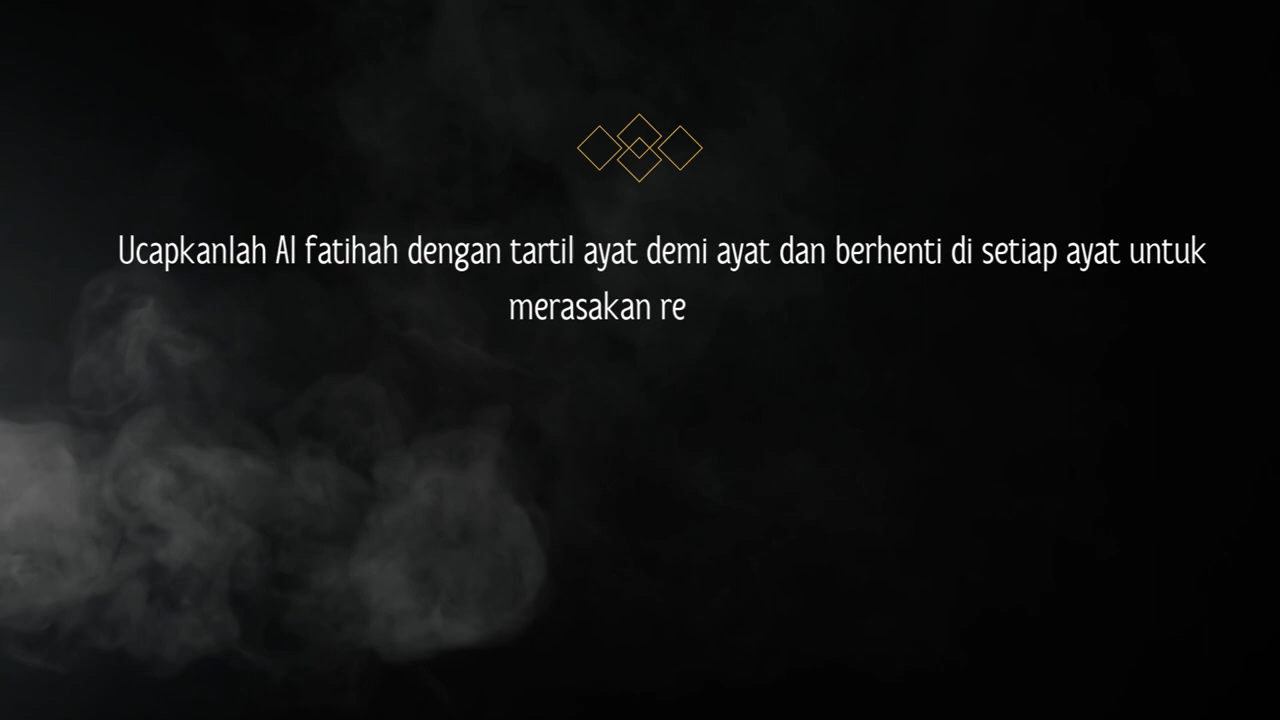 Ucapkanlah Al fatihah dengan tartil ayat demi ayat dan berhenti di setiap ayat untuk
merasakan re